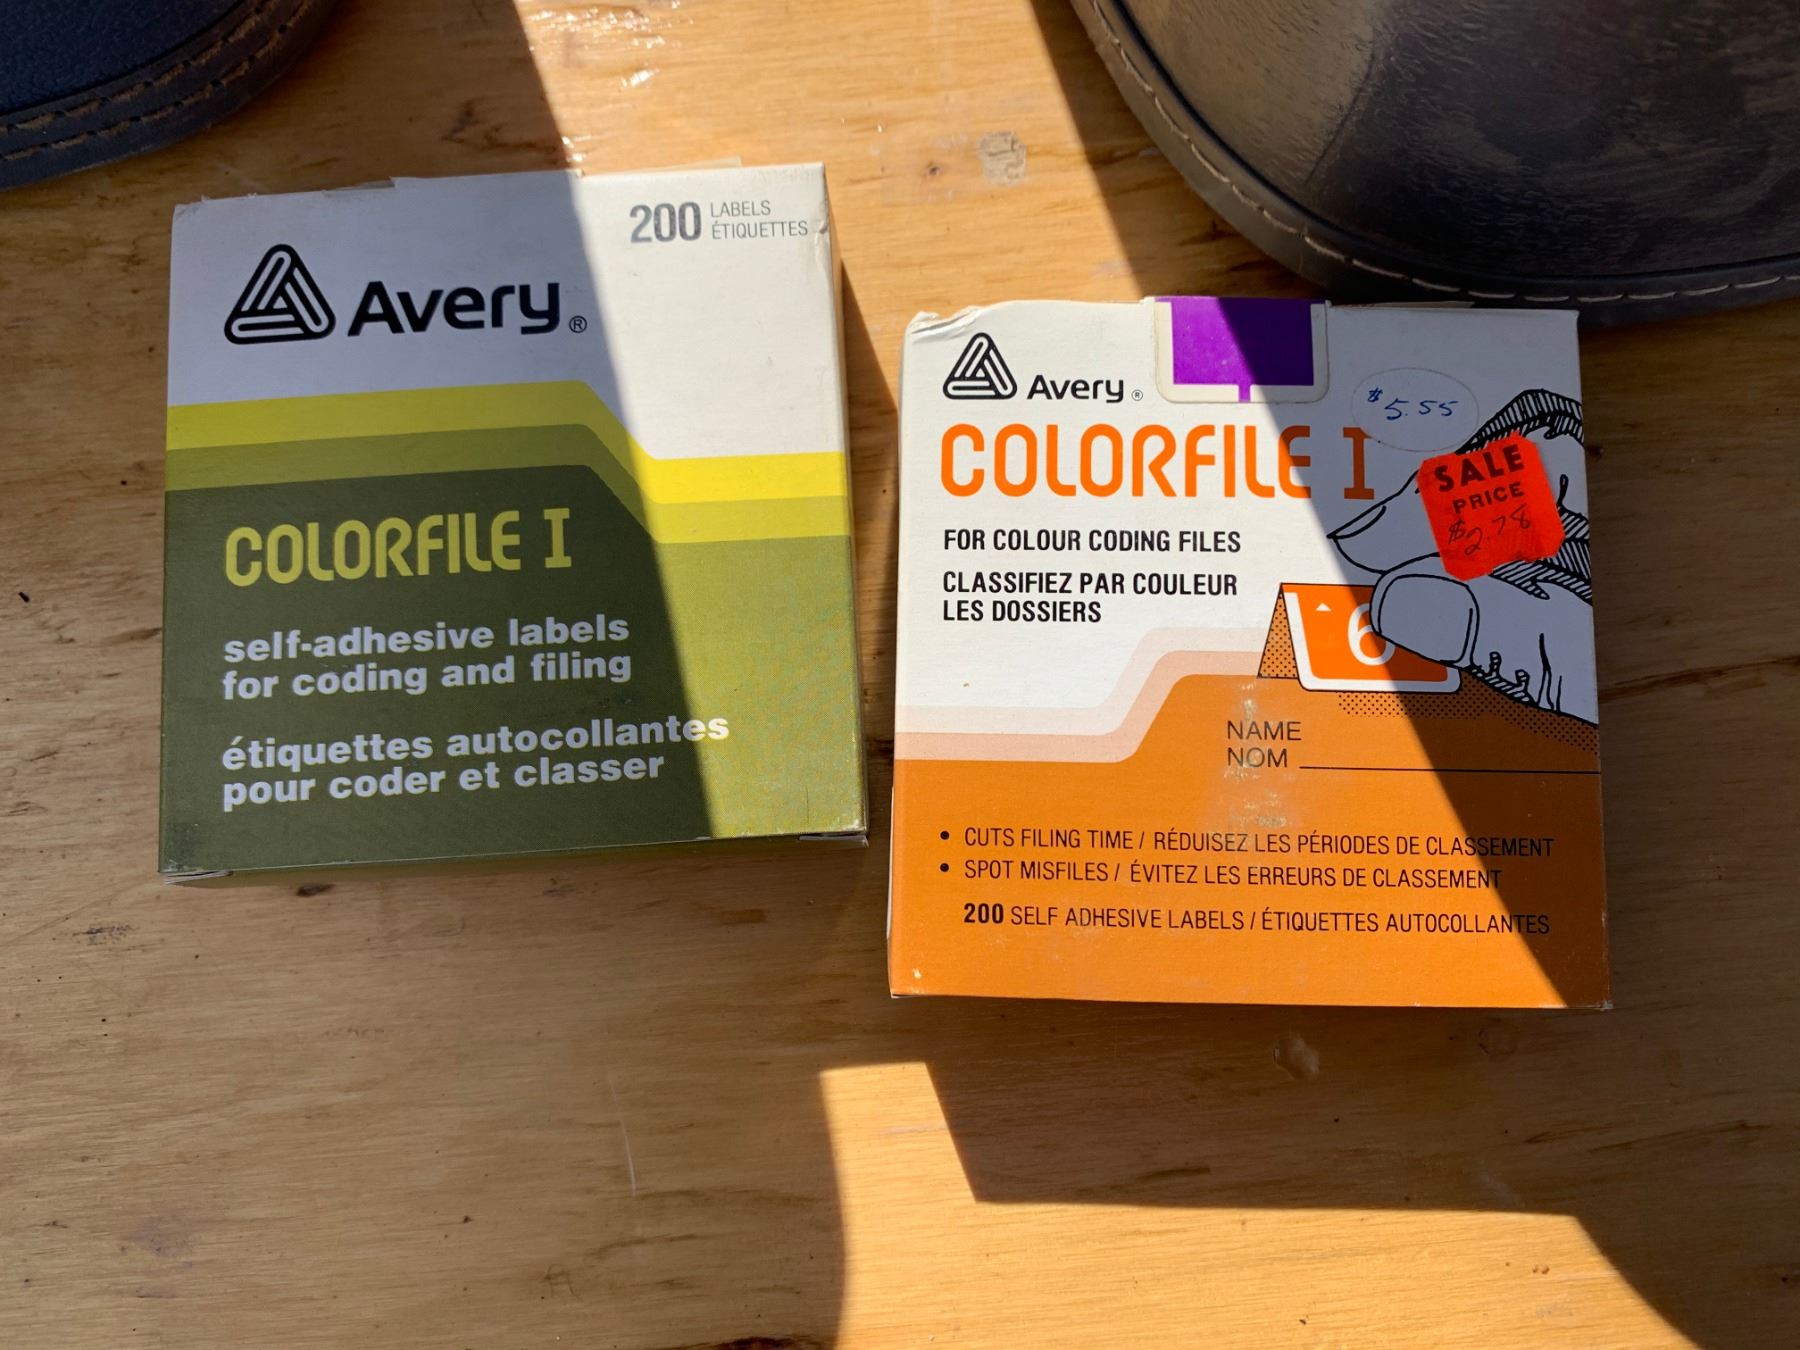 200 LABELS
ÉTIQUETTES
Avery®
COLORFILE I
self-adhesive labels
for coding and filing
étiquettes autocollantes
pour coder et classer
Avery®
$5.55
COLORFILE I
SALE
PRICE
$2.78
FOR COLOUR CODING FILES
CLASSIFIEZ PAR COULEUR
LES DOSSIERS
6
NAME
NOM
• CUTS FILING TIME / RÉDUISEZ LES PÉRIODES DE CLASSEMENT
• SPOT MISFILES / ÉVITEZ LES ERREURS DE CLASSEMENT
200 SELF ADHESIVE LABELS / ÉTIQUETTES AUTOCOLLANTES